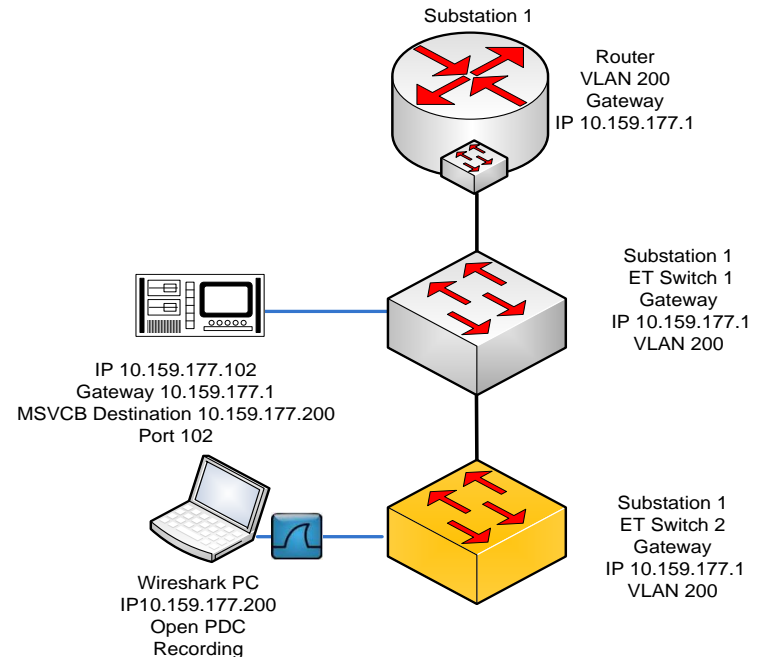 Substation 1
Router
VLAN 200
Gateway
IP 10.159.177.1
Substation 1
ET Switch 1
Gateway
IP 10.159.177.1
VLAN 200
IP 10.159.177.102
Gateway 10.159.177.1
MSVCB Destination 10.159.177.200
Port 102
Substation 1
ET Switch 2
Gateway
IP 10.159.177.1
VLAN 200
Wireshark PC
IP10.159.177.200
Open PDC
Recording